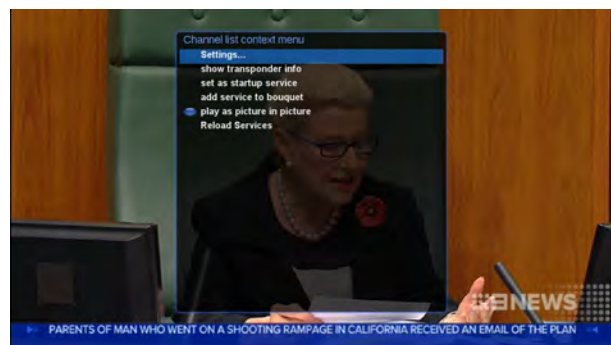 Channel list context menu
Settings...
show transponder info
set as startup service
add service to bouquet
play as picture in picture
Reload Services
NEWS
PARENTS OF MAN WHO WENT ON A SHOOTING RAMPAGE IN CALIFORNIA RECEIVED AN EMAIL OF THE PLAN